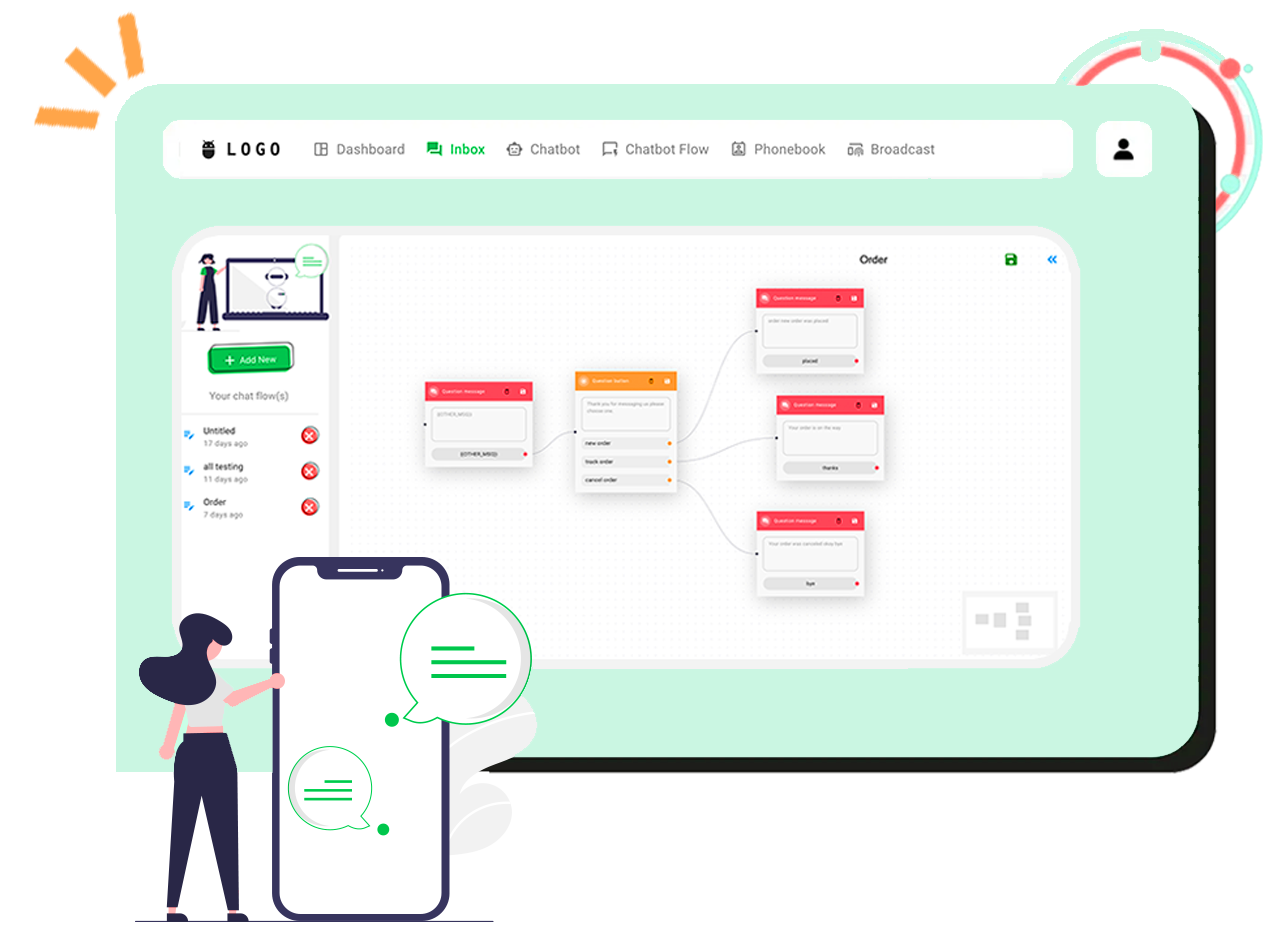 LOGO
Dashboard
Inbox
Chatbot
Chatbot Flow
Phonebook
Broadcast
Order
+ Add New
Your chat flow(s)
Untitled
17 days ago
all testing
11 days ago
Order
7 days ago
Question message
{{OTHER_MSG}}
{{OTHER_MSG}}
Question button
Thank you for messaging us please
choose one.
new order
track order
cancel order
Question message
order new order was placed
placed
Question message
Your order is on the way
thanks
Question message
Your order was canceled okay bye
bye